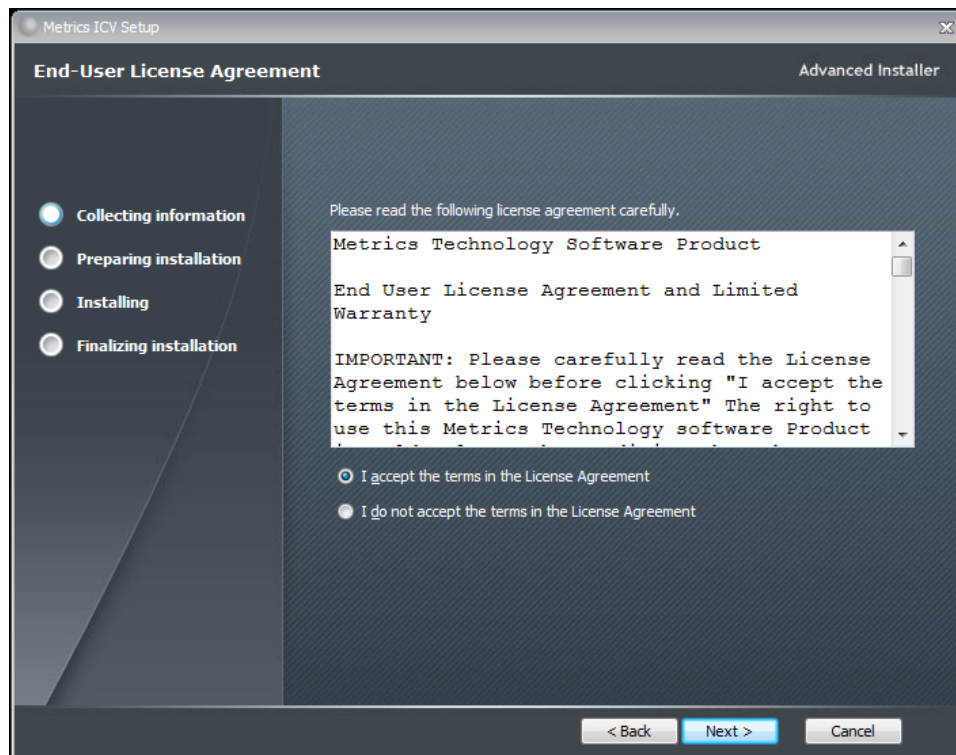 Metrics ICV Setup
End-User License Agreement
Advanced Installer
Collecting information
Preparing installation
Installing
Finalizing installation
Please read the following license agreement carefully.
Metrics Technology Software Product
End User License Agreement and Limited
Warranty
IMPORTANT: Please carefully read the License
Agreement below before clicking "I accept the
terms in the License Agreement" The right to
use this Metrics Technology software Product
I accept the terms in the License Agreement
I do not accept the terms in the License Agreement
< Back
Next >
Cancel